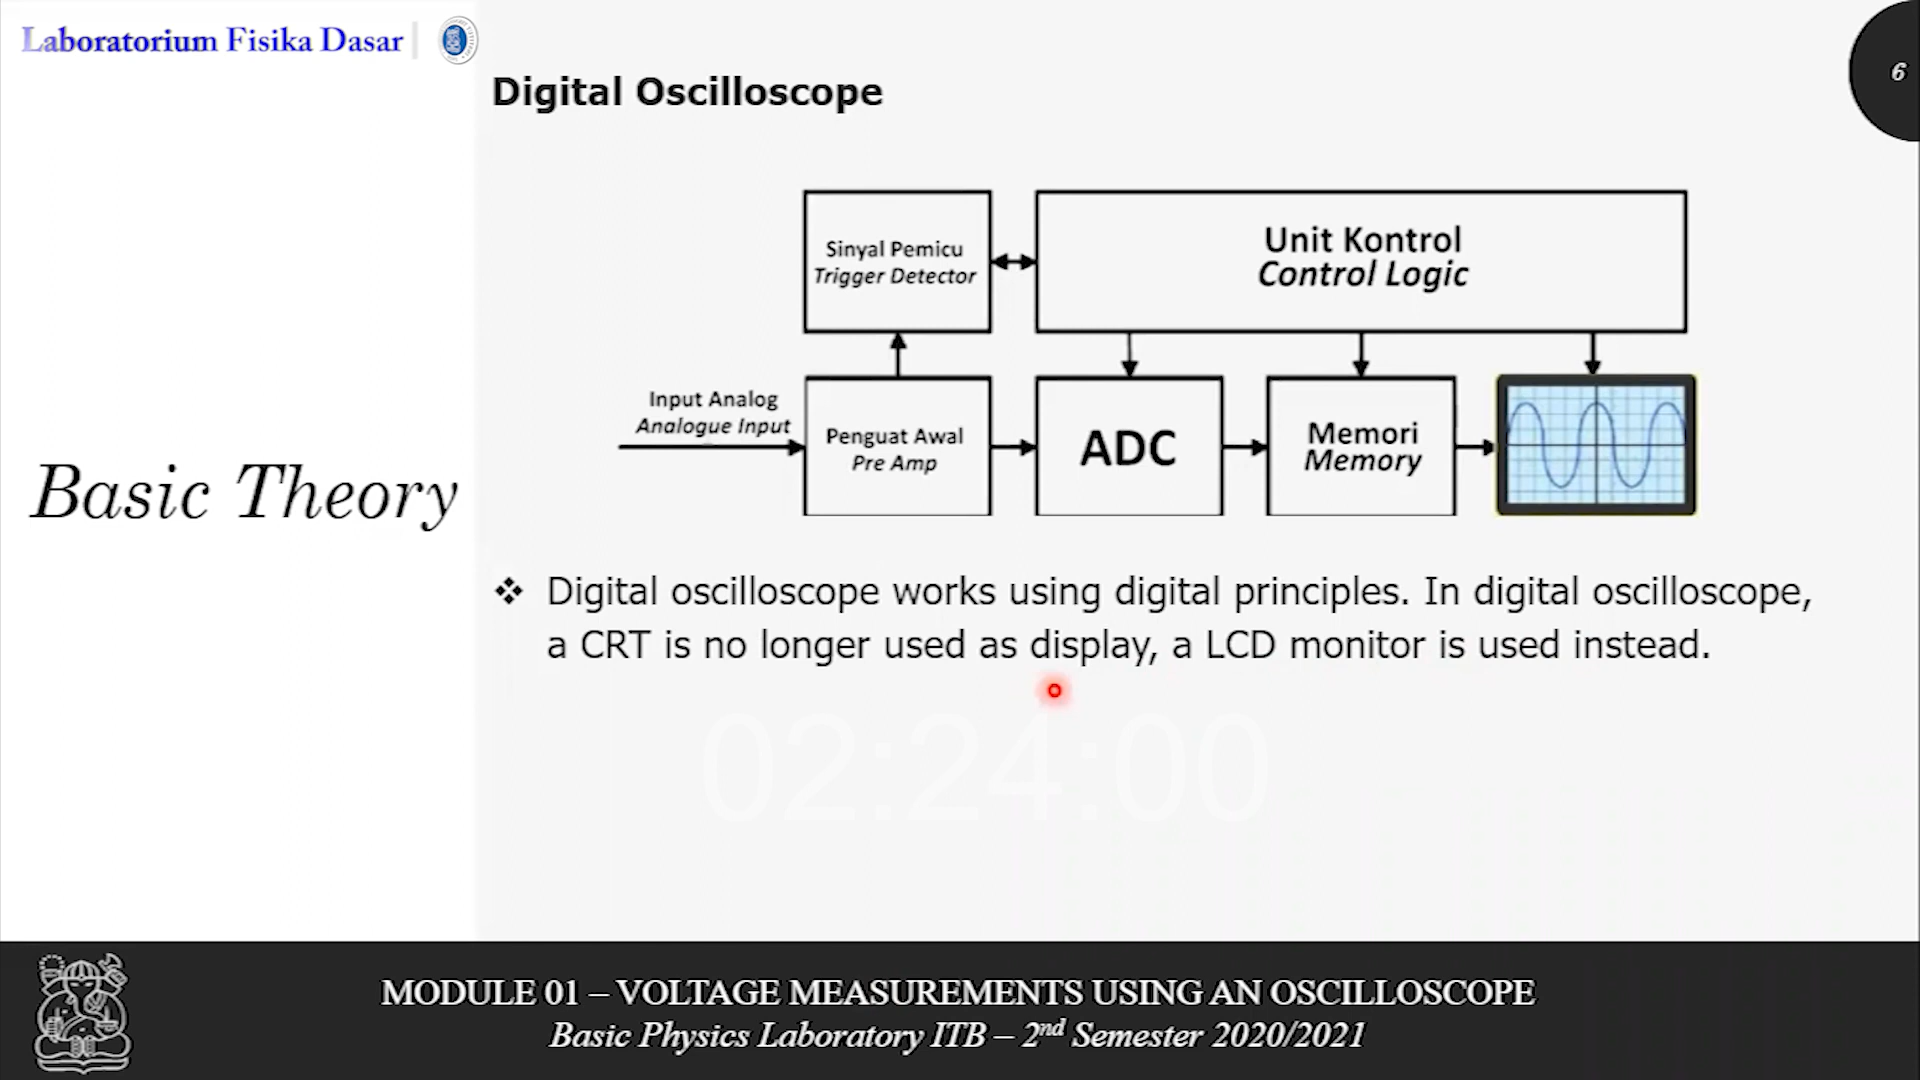 Laboratorium Fisika Dasar
6
Digital Oscilloscope
Sinyal Pemicu
Trigger Detector
Unit Kontrol
Control Logic
Input Analog
Analogue Input
Penguat Awal
Pre Amp
ADC
Memori
Memory
Basic Theory
❖ Digital oscilloscope works using digital principles. In digital oscilloscope,
a CRT is no longer used as display, a LCD monitor is used instead.
02:24:00
MODULE 01 – VOLTAGE MEASUREMENTS USING AN OSCILLOSCOPE
Basic Physics Laboratory ITB – 2nd Semester 2020/2021